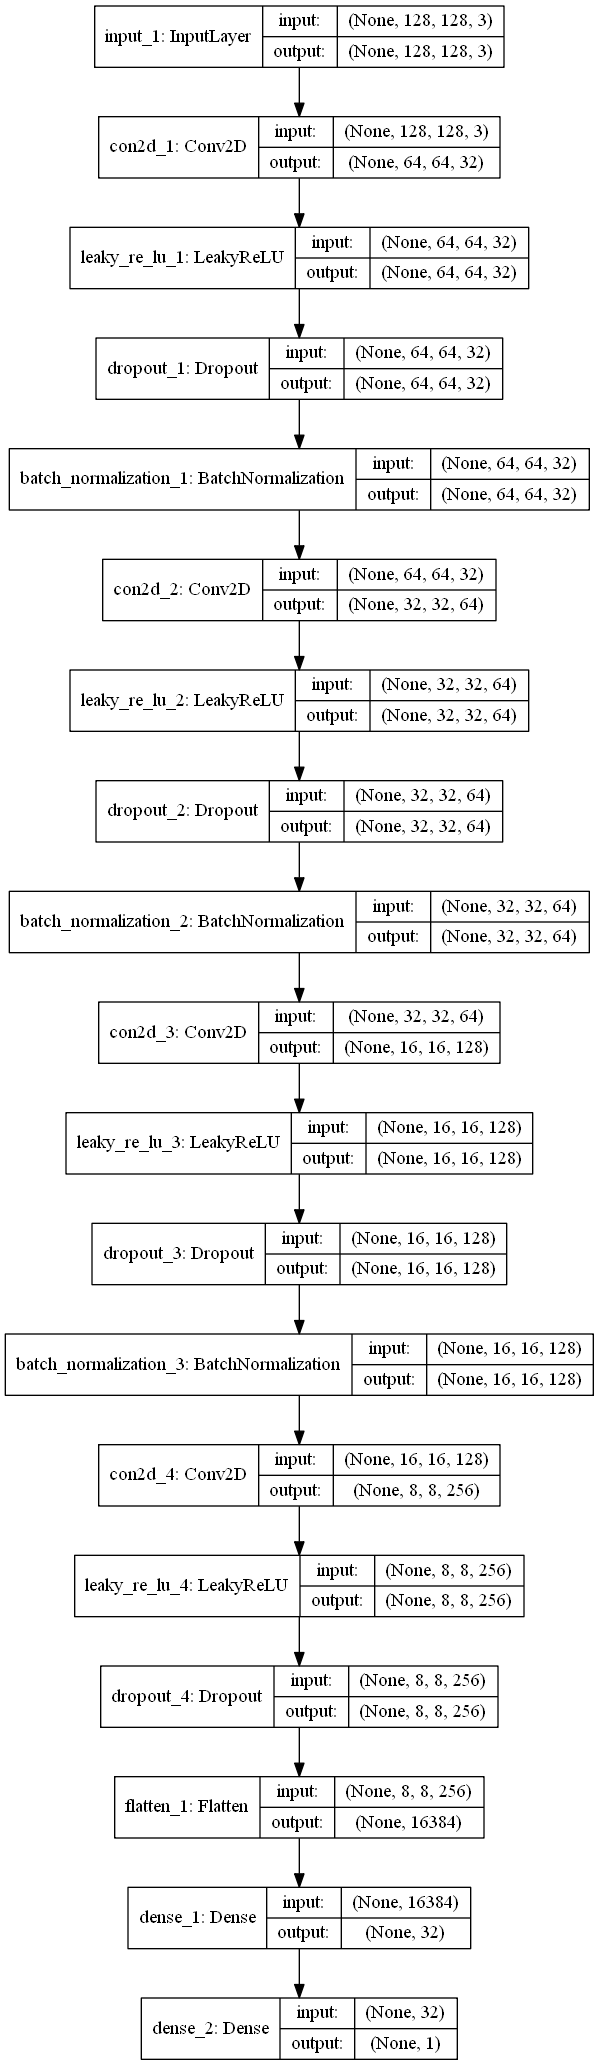 input_1: InputLayer
input: (None, 128, 128, 3)
output: (None, 128, 128, 3)
con2d_1: Conv2D
input: (None, 128, 128, 3)
output: (None, 64, 64, 32)
leaky_re_lu_1: LeakyReLU
input: (None, 64, 64, 32)
output: (None, 64, 64, 32)
dropout_1: Dropout
input: (None, 64, 64, 32)
output: (None, 64, 64, 32)
batch_normalization_1: BatchNormalization
input: (None, 64, 64, 32)
output: (None, 64, 64, 32)
con2d_2: Conv2D
input: (None, 64, 64, 32)
output: (None, 32, 32, 64)
leaky_re_lu_2: LeakyReLU
input: (None, 32, 32, 64)
output: (None, 32, 32, 64)
dropout_2: Dropout
input: (None, 32, 32, 64)
output: (None, 32, 32, 64)
batch_normalization_2: BatchNormalization
input: (None, 32, 32, 64)
output: (None, 32, 32, 64)
con2d_3: Conv2D
input: (None, 32, 32, 64)
output: (None, 16, 16, 128)
leaky_re_lu_3: LeakyReLU
input: (None, 16, 16, 128)
output: (None, 16, 16, 128)
dropout_3: Dropout
input: (None, 16, 16, 128)
output: (None, 16, 16, 128)
batch_normalization_3: BatchNormalization
input: (None, 16, 16, 128)
output: (None, 16, 16, 128)
con2d_4: Conv2D
input: (None, 16, 16, 128)
output: (None, 8, 8, 256)
leaky_re_lu_4: LeakyReLU
input: (None, 8, 8, 256)
output: (None, 8, 8, 256)
dropout_4: Dropout
input: (None, 8, 8, 256)
output: (None, 8, 8, 256)
flatten_1: Flatten
input: (None, 8, 8, 256)
output: (None, 16384)
dense_1: Dense
input: (None, 16384)
output: (None, 32)
dense_2: Dense
input: (None, 32)
output: (None, 1)